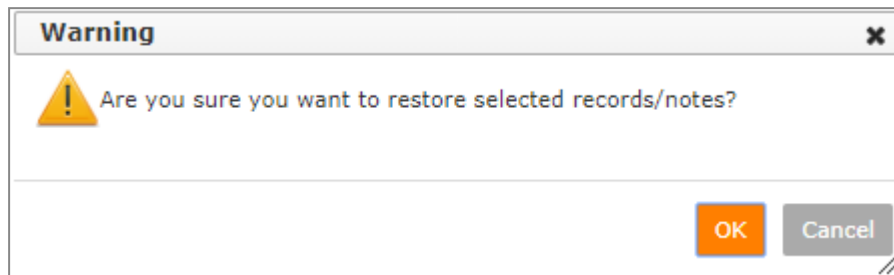 Warning
Are you sure you want to restore selected records/notes?
OK
Cancel